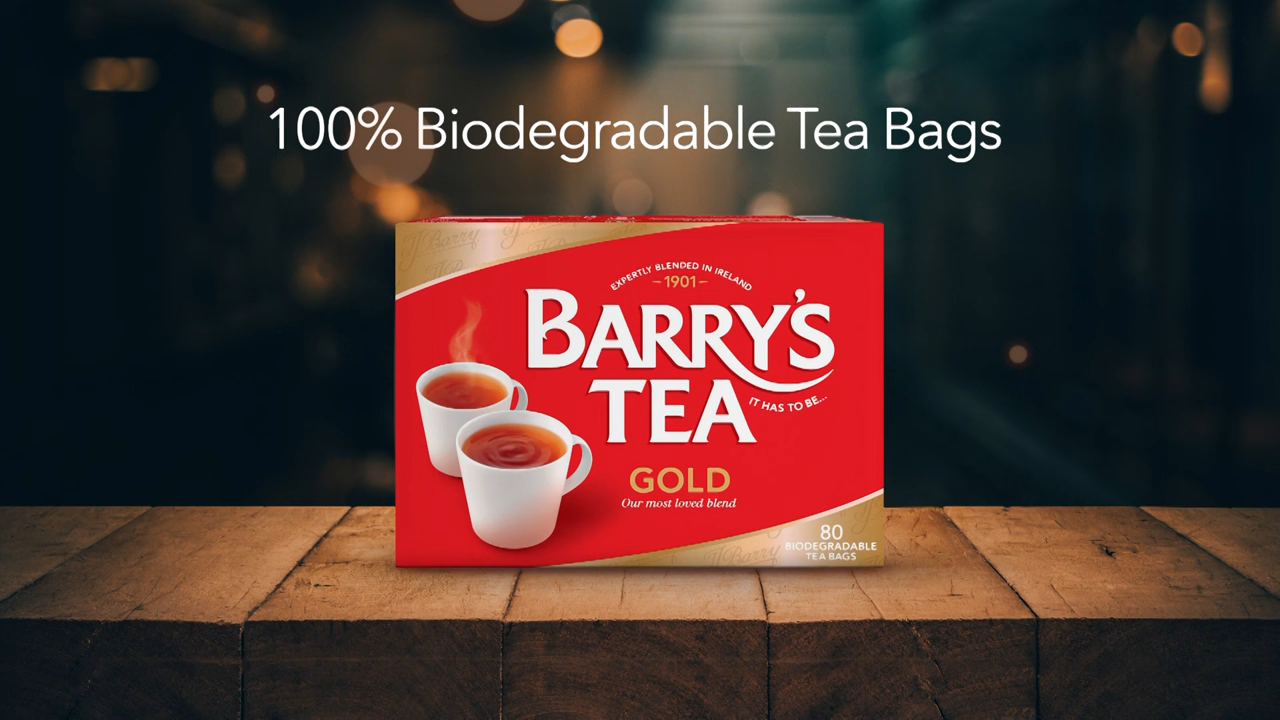 100% Biodegradable Tea Bags
EXPERTLY BLENDED IN IRELAND
1901
BARRY'S
TEA
IT HAS TO BE...
GOLD
Our most loved blend
80
BIODEGRADABLE
TEA BAGS